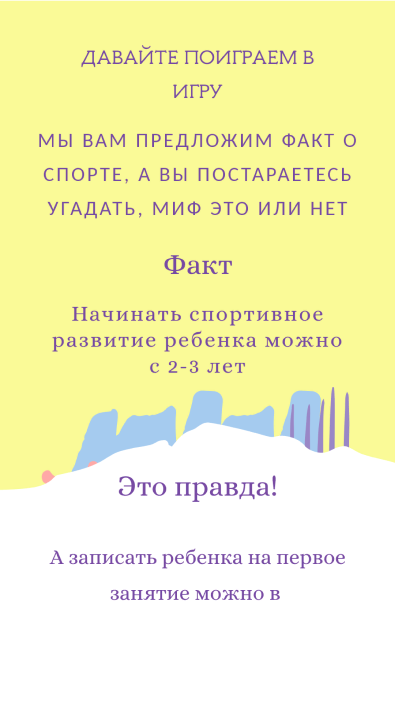 ДАВАЙТЕ ПОИГРАЕМ В
ИГРУ
МЫ ВАМ ПРЕДЛОЖИМ ФАКТ О
СПОРТЕ, А ВЫ ПОСТАРАЕТЕСЬ
УГАДАТЬ, МИФ ЭТО ИЛИ НЕТ
Факт
Начинать спортивное
развитие ребенка можно
с 2-3 лет
Это правда!
А записать ребенка на первое
занятие можно в